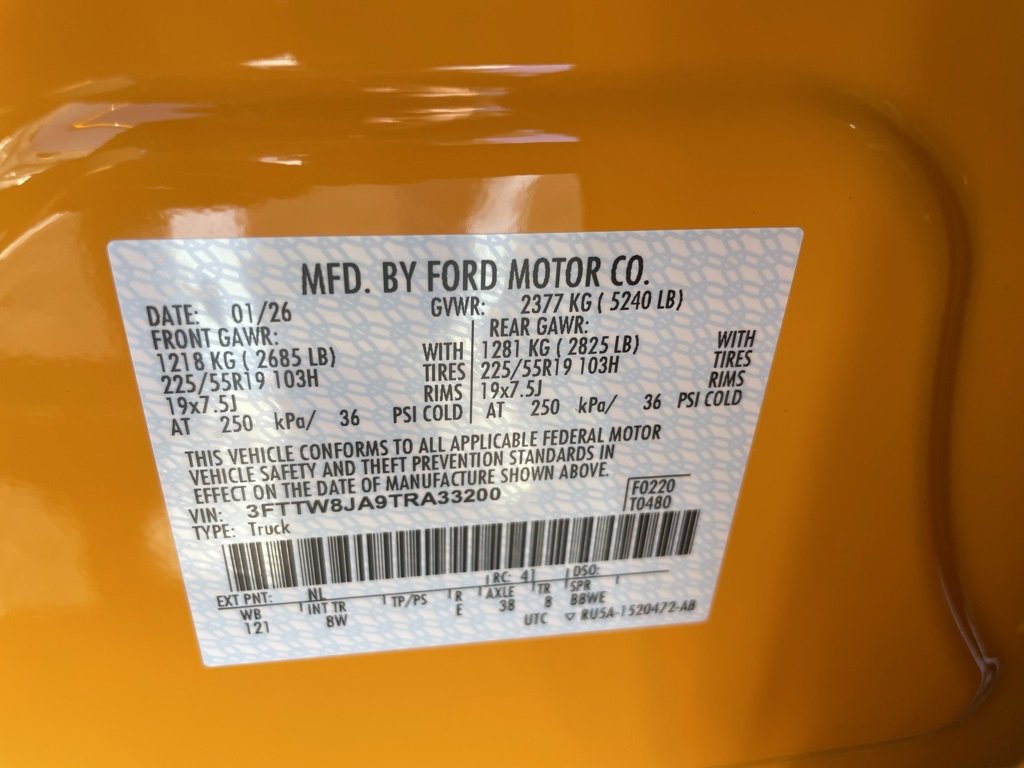 MFD. BY FORD MOTOR CO.
DATE: 01/26
GVWR: 2377 KG ( 5240 LB)
FRONT GAWR:
1218 KG ( 2685 LB) WITH
225/55R19 103H TIRES
19x7.5J RIMS
AT 250 kPa/ 36 PSI COLD
REAR GAWR:
1281 KG ( 2825 LB) WITH
225/55R19 103H TIRES
19x7.5J RIMS
AT 250 kPa/ 36 PSI COLD
THIS VEHICLE CONFORMS TO ALL APPLICABLE FEDERAL MOTOR
VEHICLE SAFETY AND THEFT PREVENTION STANDARDS IN
EFFECT ON THE DATE OF MANUFACTURE SHOWN ABOVE.
VIN: 3FTTW8JA9TRA33200
TYPE: Truck
F0220
T0480
EXT PNT: NL RC: 41 DSO:
WB INT TR TP/PS R AXLE TR SPR
121 8W E 38 8 BBWE
UTC ▽ RU5A-1520472-AB